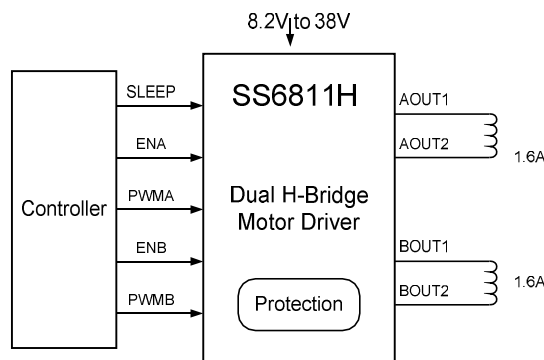 8.2V to 38V
SLEEP
SS6811H
AOUT1
ENA
AOUT2
1.6A
Controller
PWMA
Dual H-Bridge
Motor Driver
ENB
BOUT1
PWMB
Protection
BOUT2
1.6A